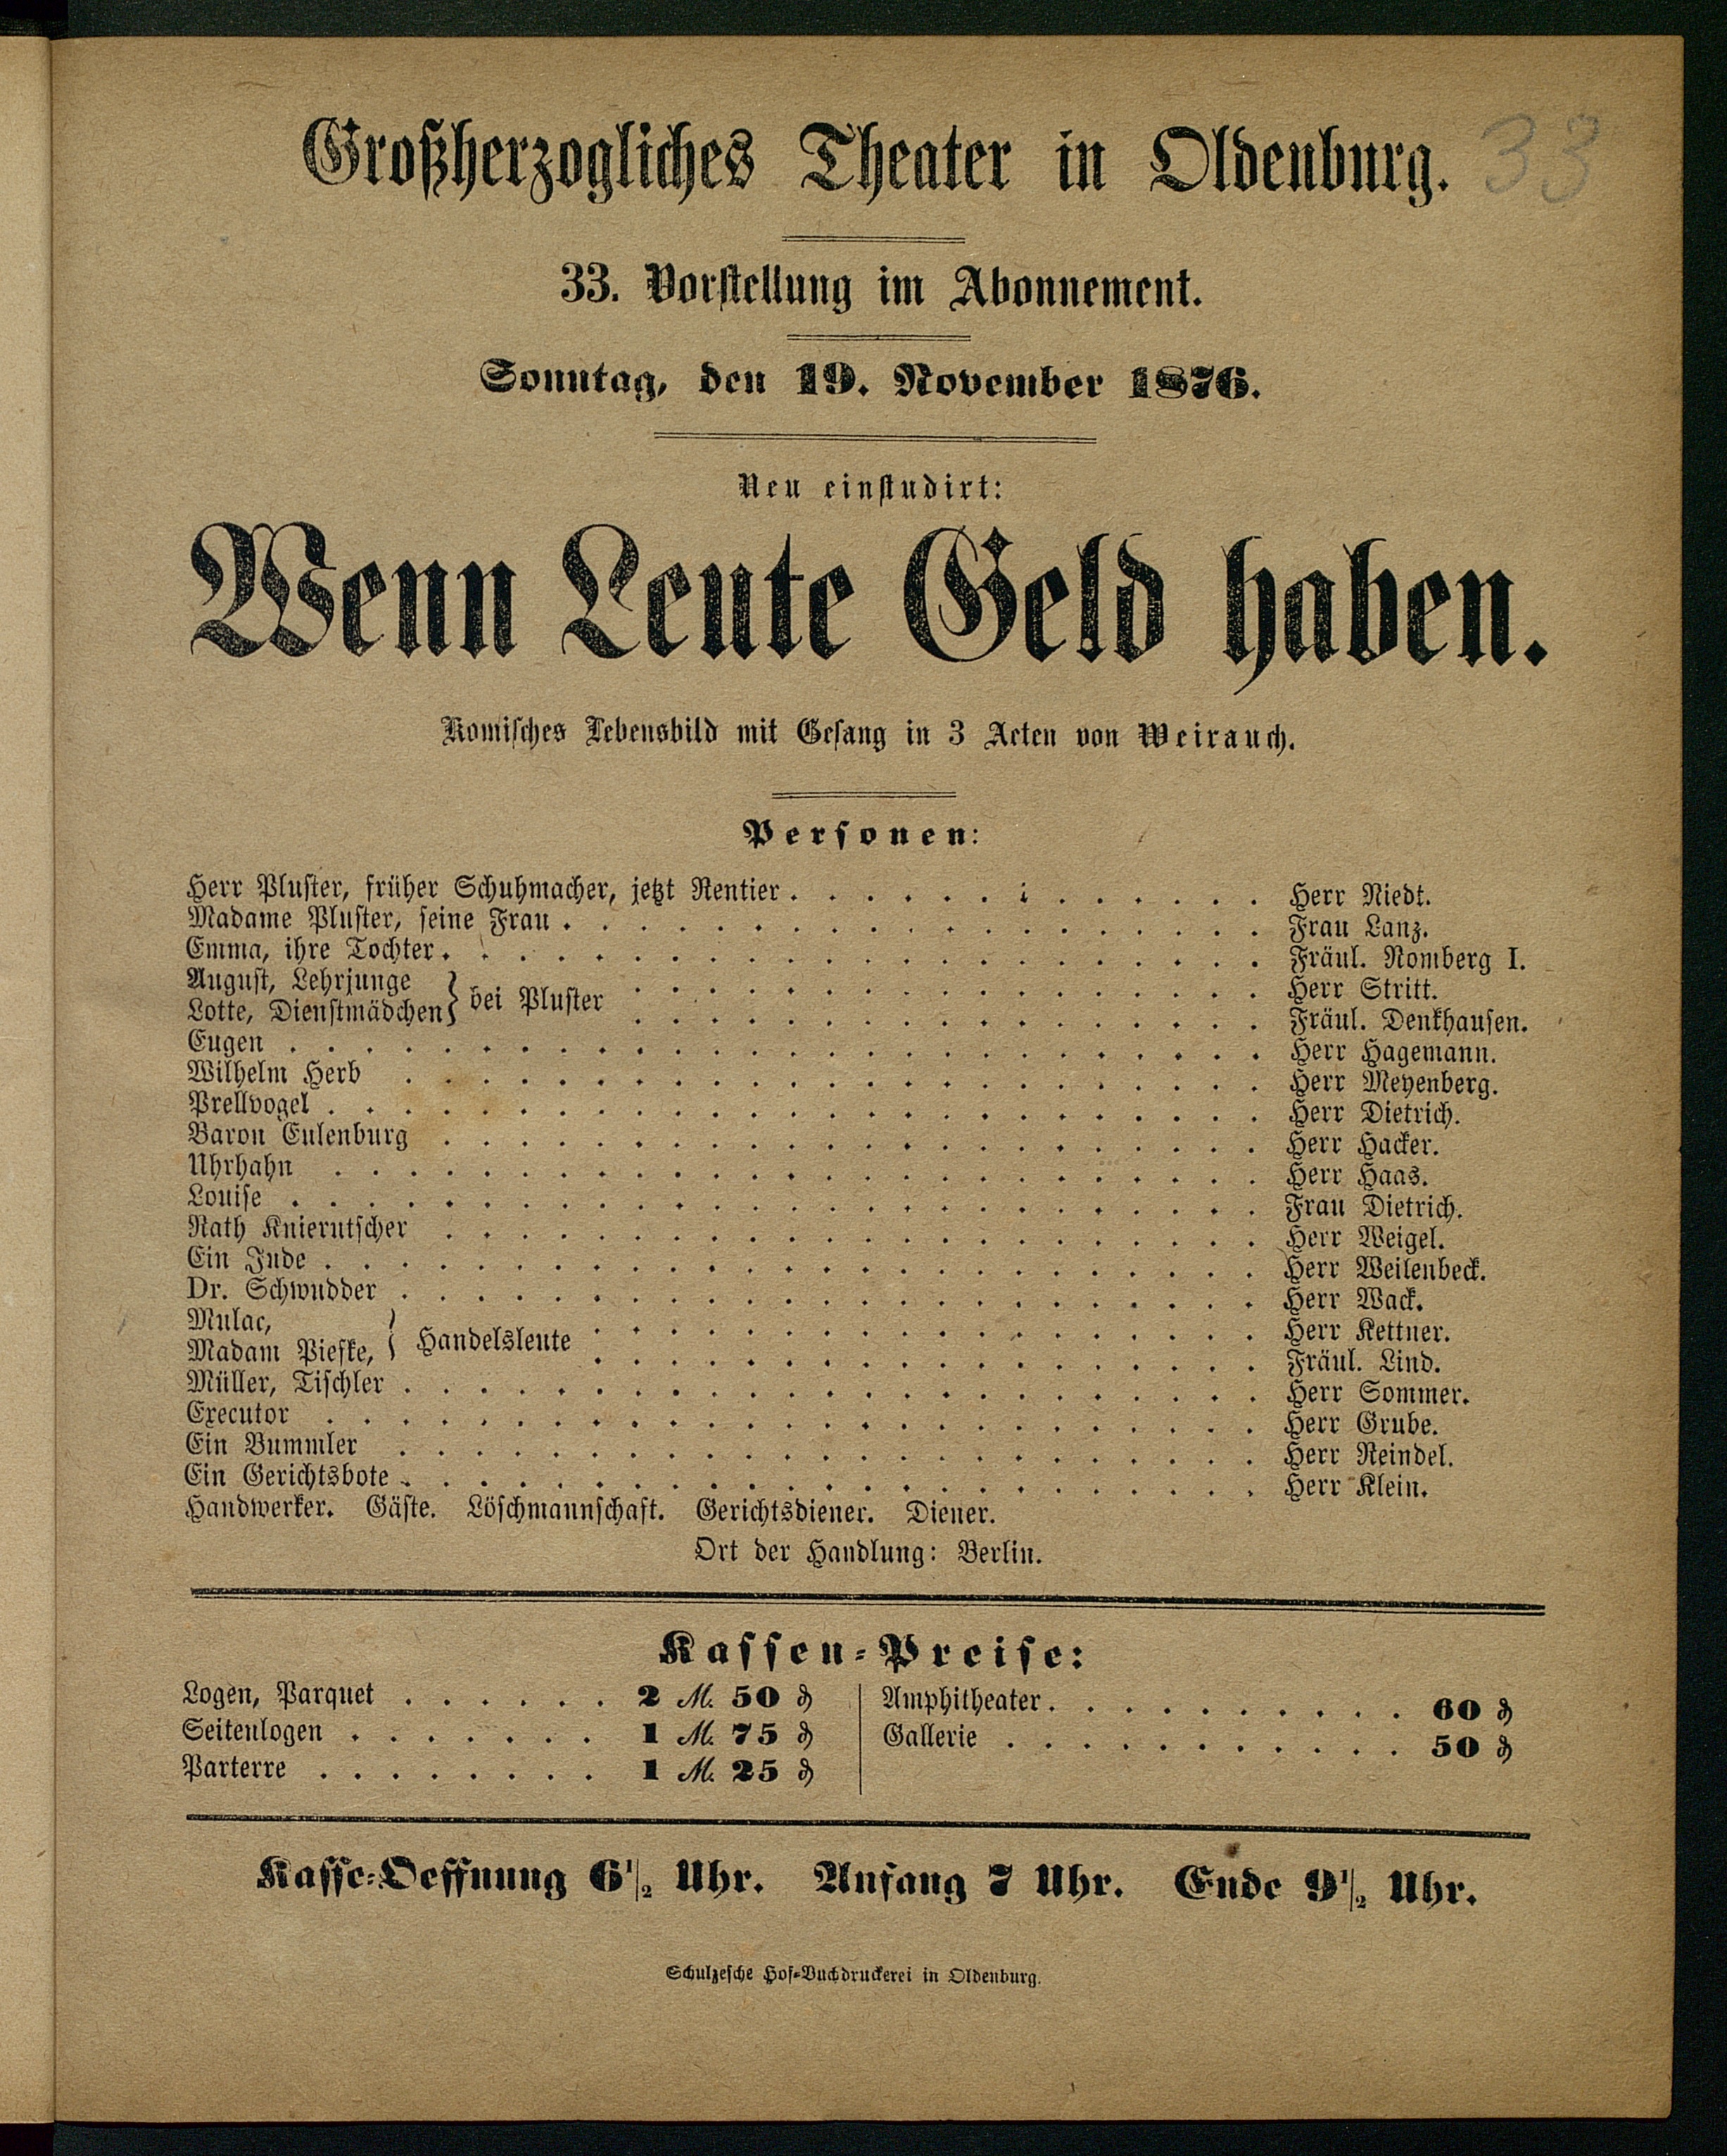 Großherzogliches Theater in Oldenburg. 33
33. Vorstellung im Abonnement.
Sonntag, den 19. November 1876.
Neu einstudirt:
Wenn Leute Geld haben.
Komisches Lebensbild mit Gesang in 3 Acten von Weirauch.
Personen:
Herr Pluster, früher Schuhmacher, jetzt Rentier . . . . . . . . . . . . Herr Niedt.
Madame Pluster, seine Frau . . . . . . . . . . . . . . . . . . . Frau Lanz.
Emma, ihre Tochter . . . . . . . . . . . . . . . . . . . . . . Fräul. Romberg I.
August, Lehrjunge } bei Pluster . . . . . . . . . . . . . . . . . Herr Stritt.
Lotte, Dienstmädchen } . . . . . . . . . . . . . . . . . Fräul. Denkhausen.
Eugen . . . . . . . . . . . . . . . . . . . . . . . . . . Herr Hagemann.
Wilhelm Herb . . . . . . . . . . . . . . . . . . . . . . . Herr Meyenberg.
Prellvogel . . . . . . . . . . . . . . . . . . . . . . . . . Herr Dietrich.
Baron Eulenburg . . . . . . . . . . . . . . . . . . . . . . Herr Hacker.
Uhrhahn . . . . . . . . . . . . . . . . . . . . . . . . . Herr Haas.
Louise . . . . . . . . . . . . . . . . . . . . . . . . . . Frau Dietrich.
Rath Knierutscher . . . . . . . . . . . . . . . . . . . . . . Herr Weigel.
Ein Jude . . . . . . . . . . . . . . . . . . . . . . . . . Herr Weilenbeck.
Dr. Schwudder . . . . . . . . . . . . . . . . . . . . . . . Herr Wack.
Mulac, } Handelsleute . . . . . . . . . . . . . . . . . . Herr Kettner.
Madam Piefke, } . . . . . . . . . . . . . . . . . . Fräul. Lind.
Müller, Tischler . . . . . . . . . . . . . . . . . . . . . . . Herr Sommer.
Executor . . . . . . . . . . . . . . . . . . . . . . . . . Herr Grube.
Ein Bummler . . . . . . . . . . . . . . . . . . . . . . . Herr Reindel.
Ein Gerichtsbote . . . . . . . . . . . . . . . . . . . . . . . Herr Klein.
Handwerker. Gäste. Löschmannschaft. Gerichtsdiener. Diener.
Ort der Handlung: Berlin.
Kassen-Preise:
Logen, Parquet . . . . . . 2 M. 50 ₰
Seitenlogen . . . . . . . 1 M. 75 ₰
Parterre . . . . . . . . 1 M. 25 ₰
Amphitheater . . . . . . . . . . 60 ₰
Gallerie . . . . . . . . . . . 50 ₰
Kasse-Oeffnung 6½ Uhr. Anfang 7 Uhr. Ende 9½ Uhr.
Schulzesche Hof-Buchdruckerei in Oldenburg.